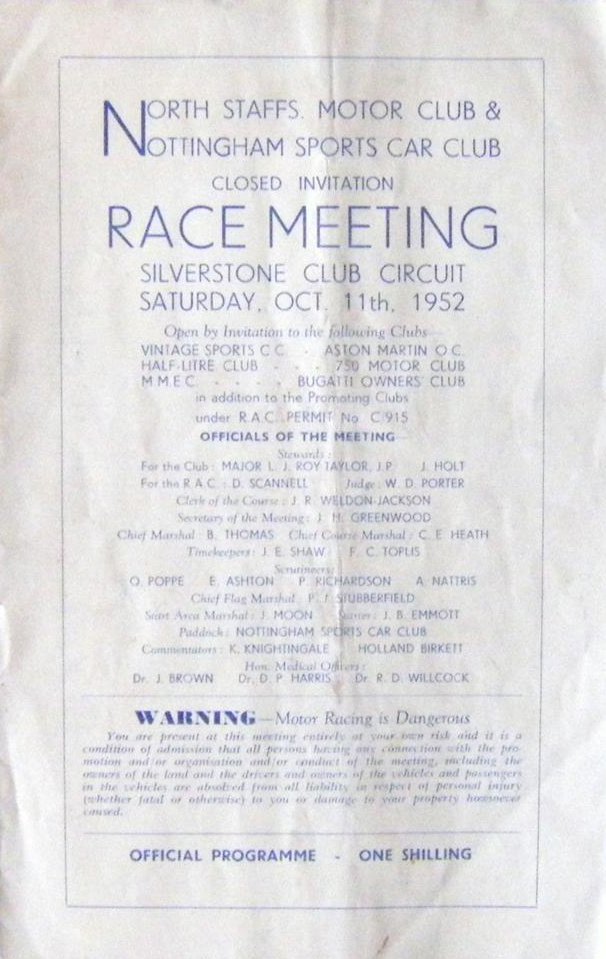 NORTH STAFFS. MOTOR CLUB &
NOTTINGHAM SPORTS CAR CLUB
CLOSED INVITATION
RACE MEETING
SILVERSTONE CLUB CIRCUIT
SATURDAY, OCT. 11th, 1952
Open by Invitation to the following Clubs—
VINTAGE SPORTS C C - ASTON MARTIN O C.
HALF-LITRE CLUB - - - 750 MOTOR CLUB
M M E C. - - - - BUGATTI OWNERS' CLUB
in addition to the Promoting Clubs
under R.A.C. PERMIT No C/915
OFFICIALS OF THE MEETING—
Stewards:
For the Club: MAJOR L. J. ROY TAYLOR, J.P. J. HOLT
For the R A C: D. SCANNELL Judge: W. D. PORTER
Clerk of the Course: J. R. WELDON-JACKSON
Secretary of the Meeting: J. H. GREENWOOD
Chief Marshal: B. THOMAS Chief Course Marshal: C. E. HEATH
Timekeepers: J. E. SHAW F. C. TOPLIS
Scrutineers:
O. POPPE E. ASHTON P. RICHARDSON A. NATTRIS
Chief Flag Marshal: P. J. STUBBERFIELD
Start Area Marshal: J. MOON Starter: J. B. EMMOTT
Paddock: NOTTINGHAM SPORTS CAR CLUB
Commentators: K. KNIGHTINGALE HOLLAND BIRKETT
Hon. Medical Officers:
Dr. J. BROWN Dr. D. P. HARRIS Dr. R. D. WILLCOCK
WARNING—Motor Racing is Dangerous
You are present at this meeting entirely at your own risk and it is a
condition of admission that all persons having any connection with the pro-
motion and/or organisation and/or conduct of the meeting, including the
owners of the land and the drivers and owners of the vehicles and passengers
in the vehicles are absolved from all liability in respect of personal injury
(whether fatal or otherwise) to you or damage to your property howsoever
caused.
OFFICIAL PROGRAMME - ONE SHILLING